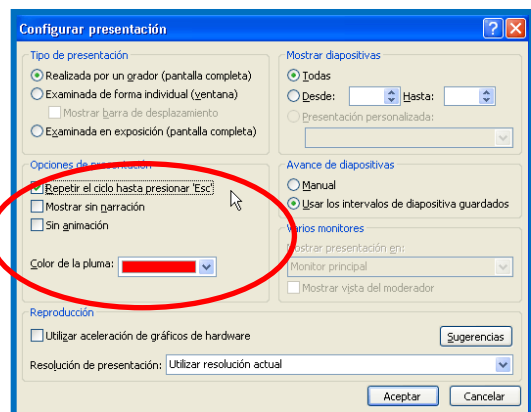 Configurar presentación
Tipo de presentación
Realizada por un orador (pantalla completa)
Examinada de forma individual (ventana)
Mostrar barra de desplazamiento
Examinada en exposición (pantalla completa)
Mostrar diapositivas
Todas
Desde: Hasta:
Presentación personalizada:
Opciones de presentación
Repetir el ciclo hasta presionar 'Esc'
Mostrar sin narración
Sin animación
Color de la pluma:
Avance de diapositivas
Manual
Usar los intervalos de diapositiva guardados
Varios monitores
Mostrar presentación en:
Monitor principal
Mostrar vista del moderador
Reproducción
Utilizar aceleración de gráficos de hardware
Sugerencias
Resolución de presentación: Utilizar resolución actual
Aceptar Cancelar